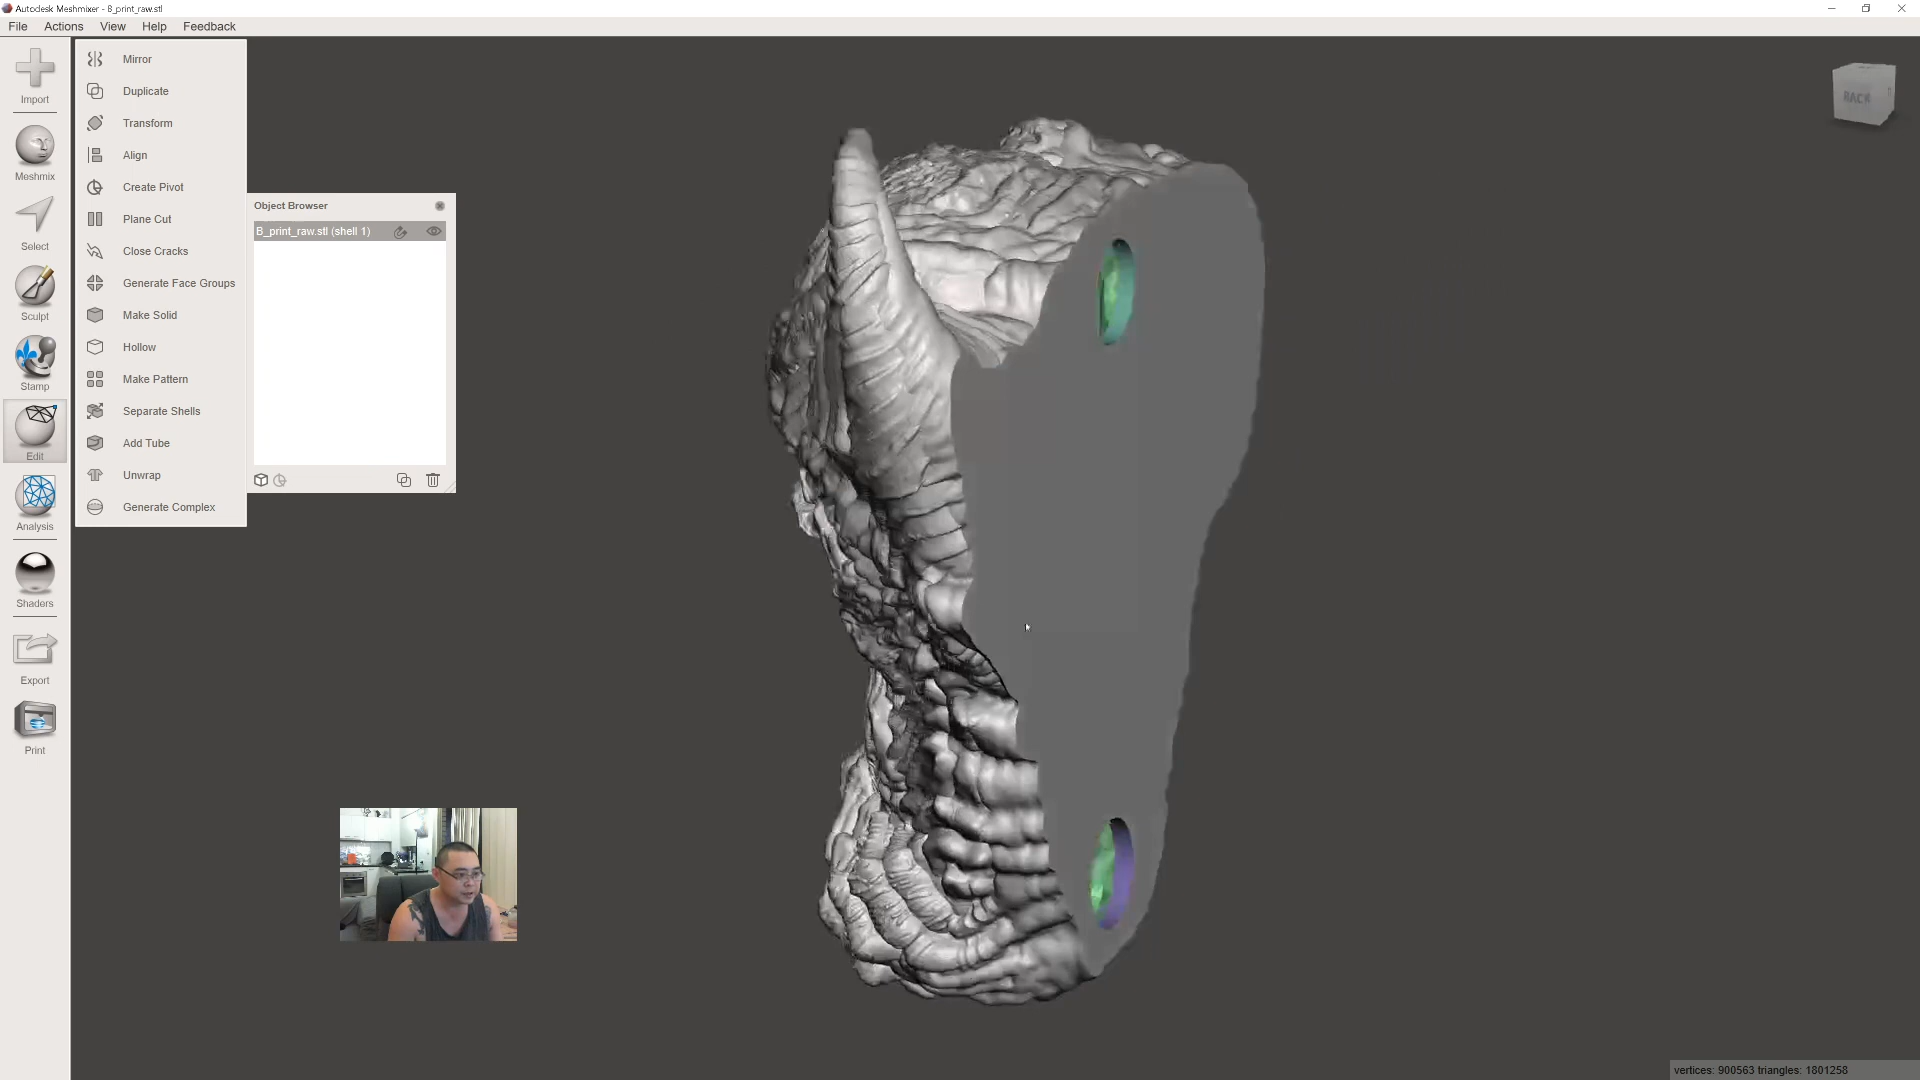 Autodesk Meshmixer - B_print_raw.stl
File Actions View Help Feedback
Import
Meshmix
Select
Sculpt
Stamp
Edit
Analysis
Shaders
Export
Print
Mirror
Duplicate
Transform
Align
Create Pivot
Plane Cut
Close Cracks
Generate Face Groups
Make Solid
Hollow
Make Pattern
Separate Shells
Add Tube
Unwrap
Generate Complex
Object Browser
B_print_raw.stl (shell 1)
BACK
vertices: 900563 triangles: 1801258